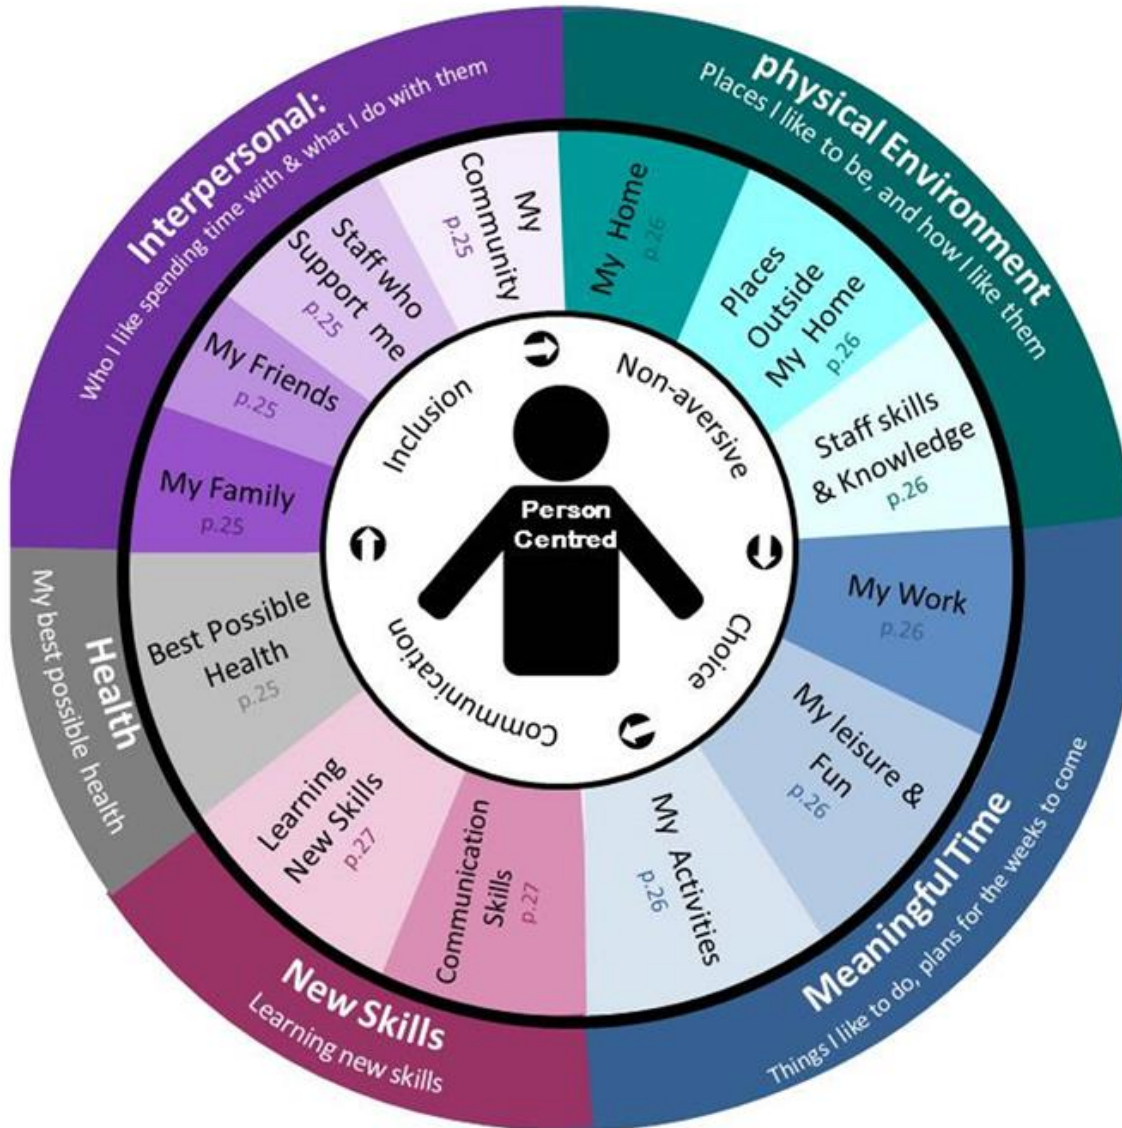 Interpersonal:
Who I like spending time with & what I do with them
physical Environment
Places I like to be, and how I like them
Meaningful Time
Things I like to do, plans for the weeks to come
New Skills
Learning new skills
Health
My best possible health
My
Community
p.25
Staff who
Support me
p.25
My Friends
p.25
My Family
p.25
My Home
p.26
Places
Outside
My Home
p.26
Staff skills
& Knowledge
p.26
My Work
p.26
My leisure &
Fun
p.26
My Activities
p.26
Communication
Skills
p.27
Learning
New Skills
p.27
Best Possible
Health
p.25
Inclusion
Non-aversive
Choice
Communication
Person
Centred